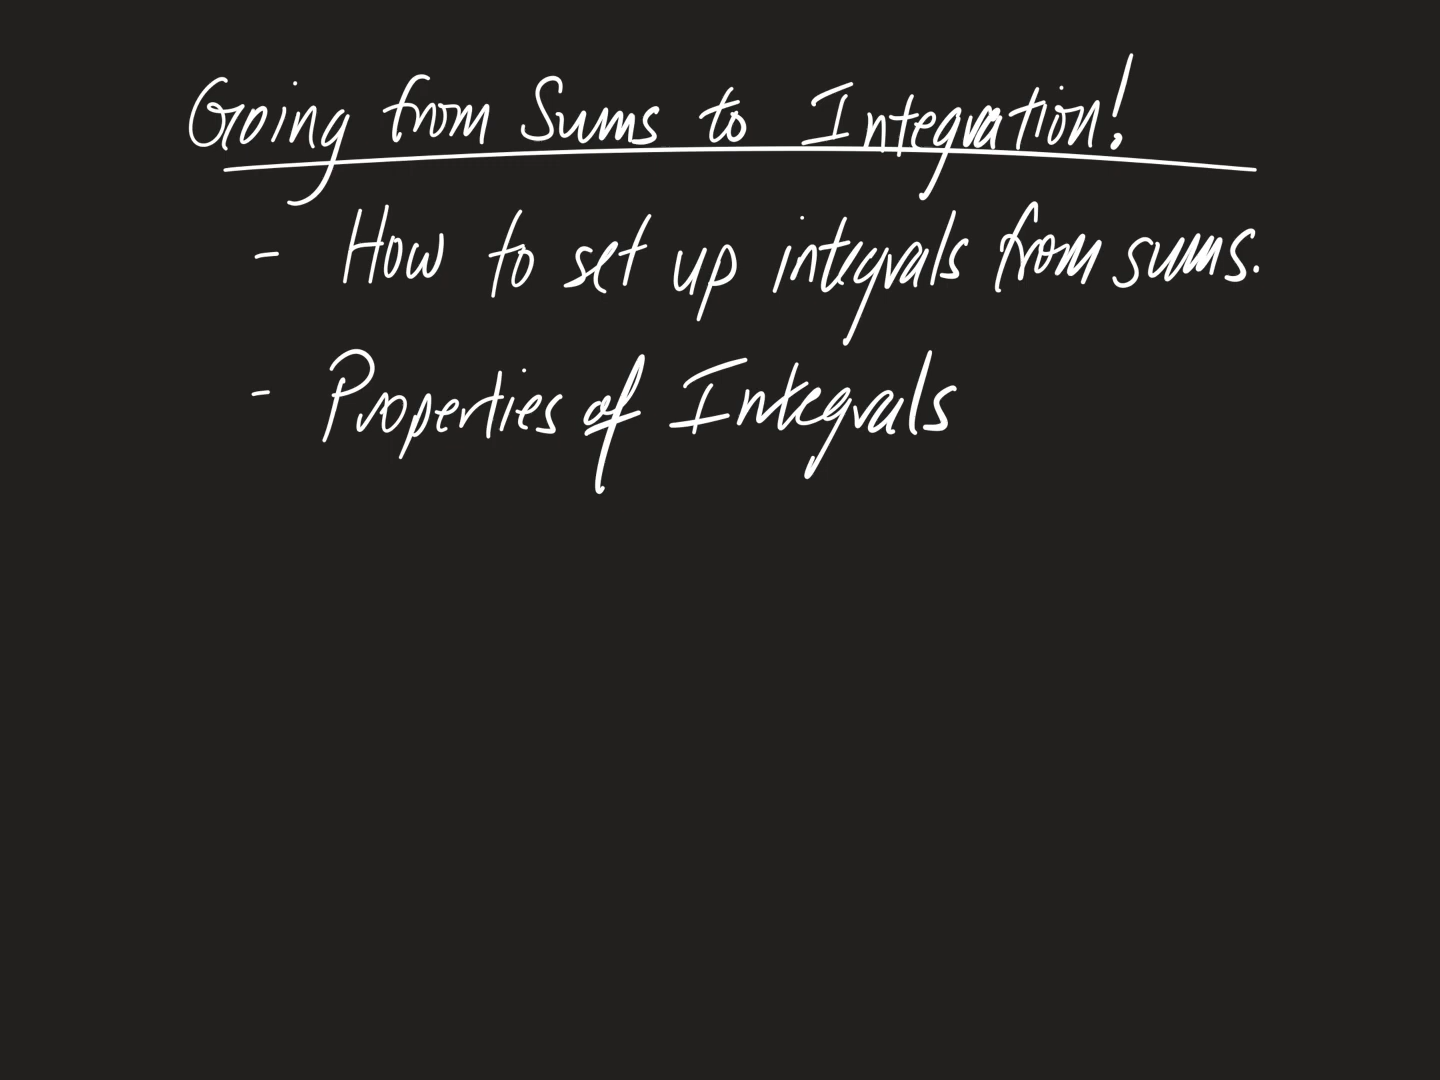 Going from Sums to Integration!
- How to set up integrals from sums.
- Properties of Integrals